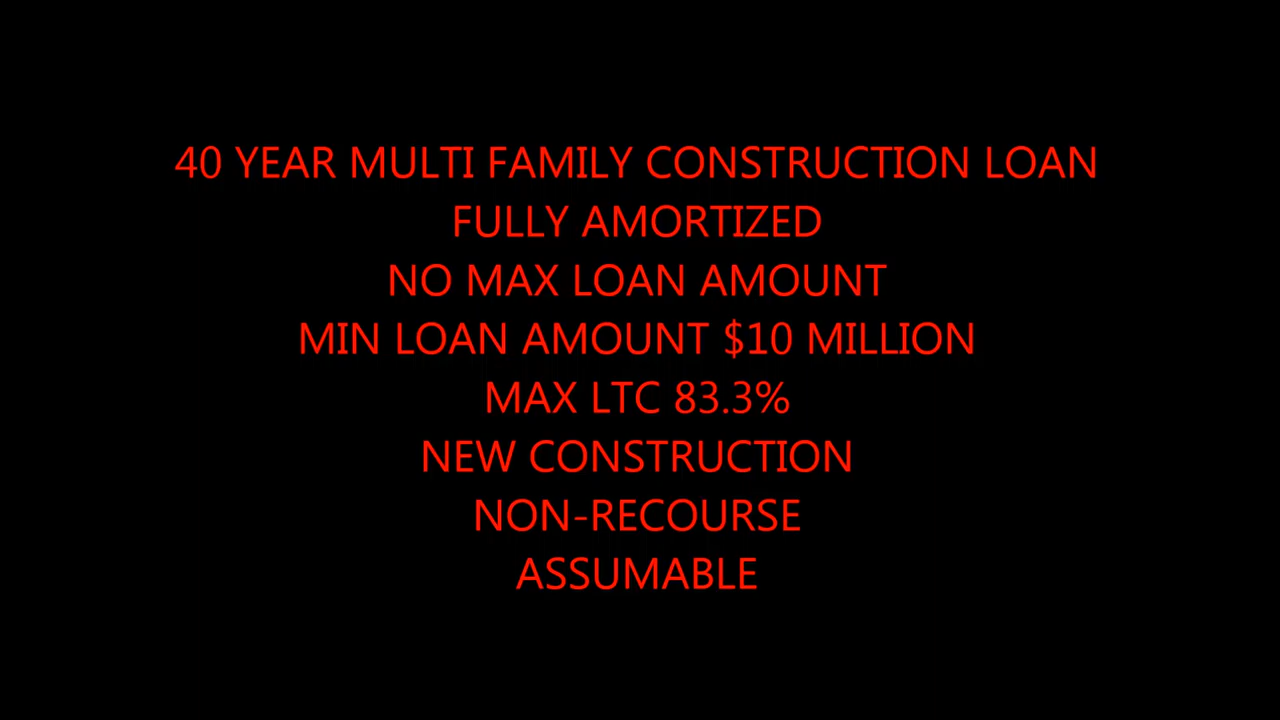 40 YEAR MULTI FAMILY CONSTRUCTION LOAN
FULLY AMORTIZED
NO MAX LOAN AMOUNT
MIN LOAN AMOUNT $10 MILLION
MAX LTC 83.3%
NEW CONSTRUCTION
NON-RECOURSE
ASSUMABLE